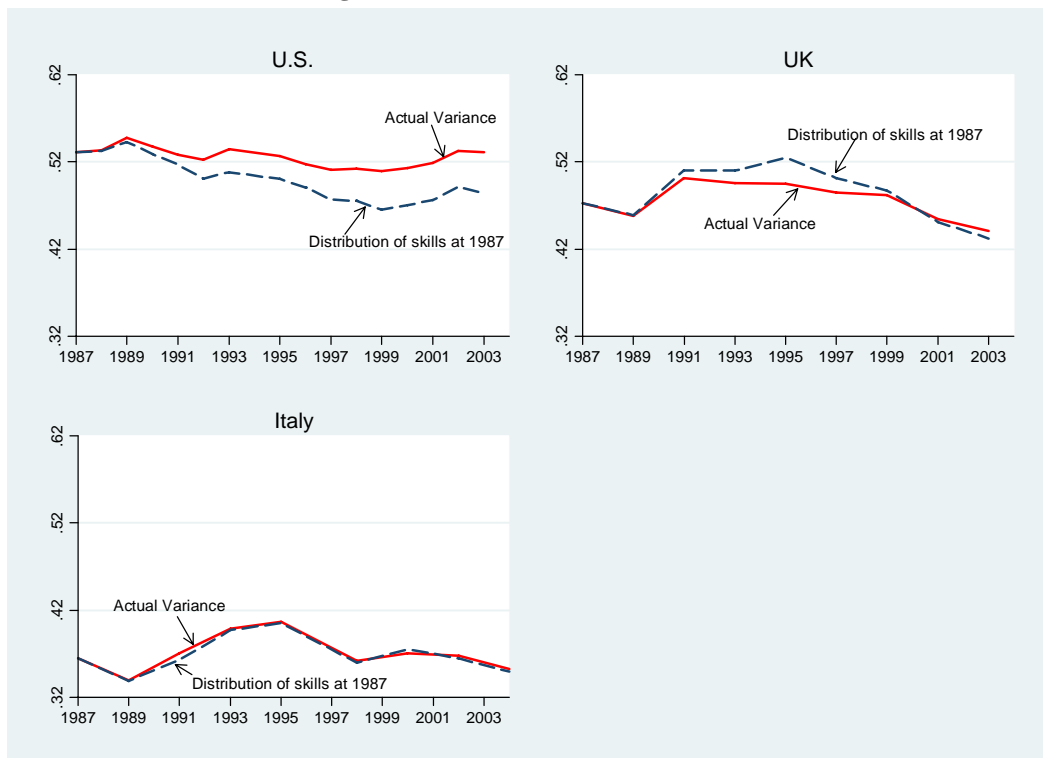 U.S.
.62
.52
.42
.32
Actual Variance
Distribution of skills at 1987
1987 1989 1991 1993 1995 1997 1999 2001 2003
UK
.62
.52
.42
.32
Distribution of skills at 1987
Actual Variance
1987 1989 1991 1993 1995 1997 1999 2001 2003
Italy
.62
.52
.42
.32
Actual Variance
Distribution of skills at 1987
1987 1989 1991 1993 1995 1997 1999 2001 2003